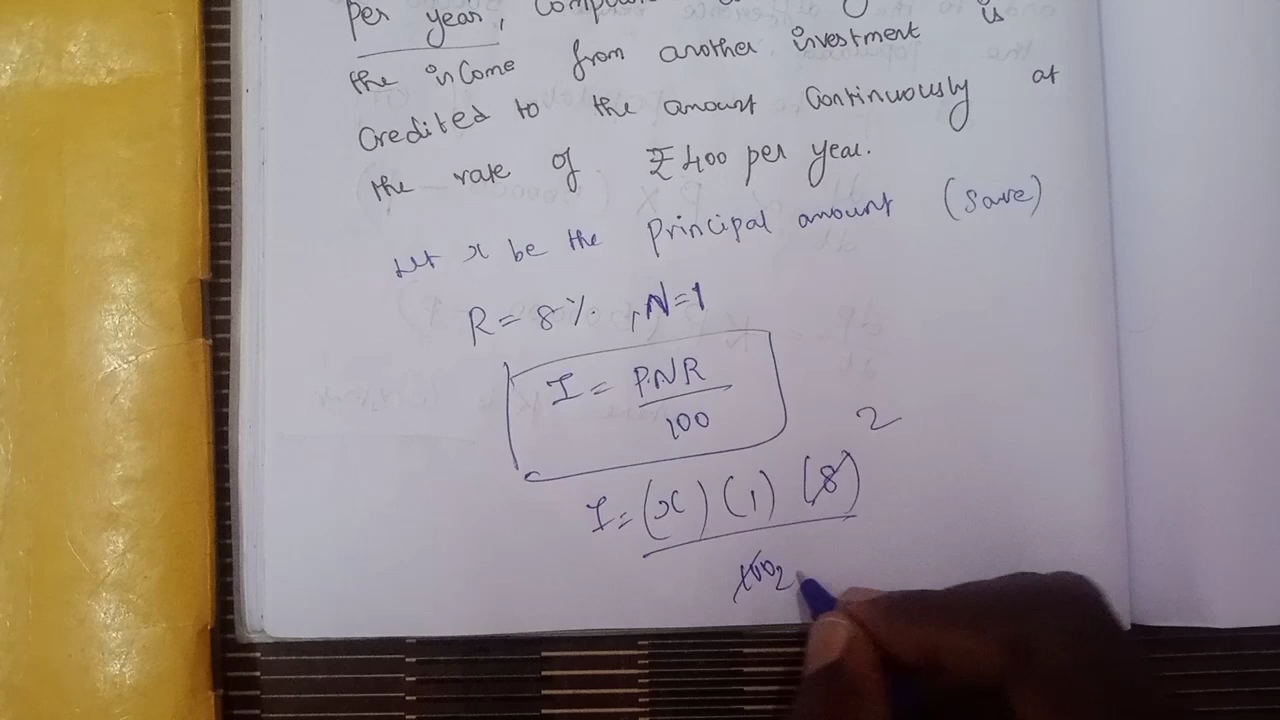 per year,
the income from another investment is
credited to the amount continuously at
the rate of ₹400 per year.
Let x be the principal amount (save)
R = 8% , N=1
I = PNR
100
2
I = (x) (1) (8)
100 2